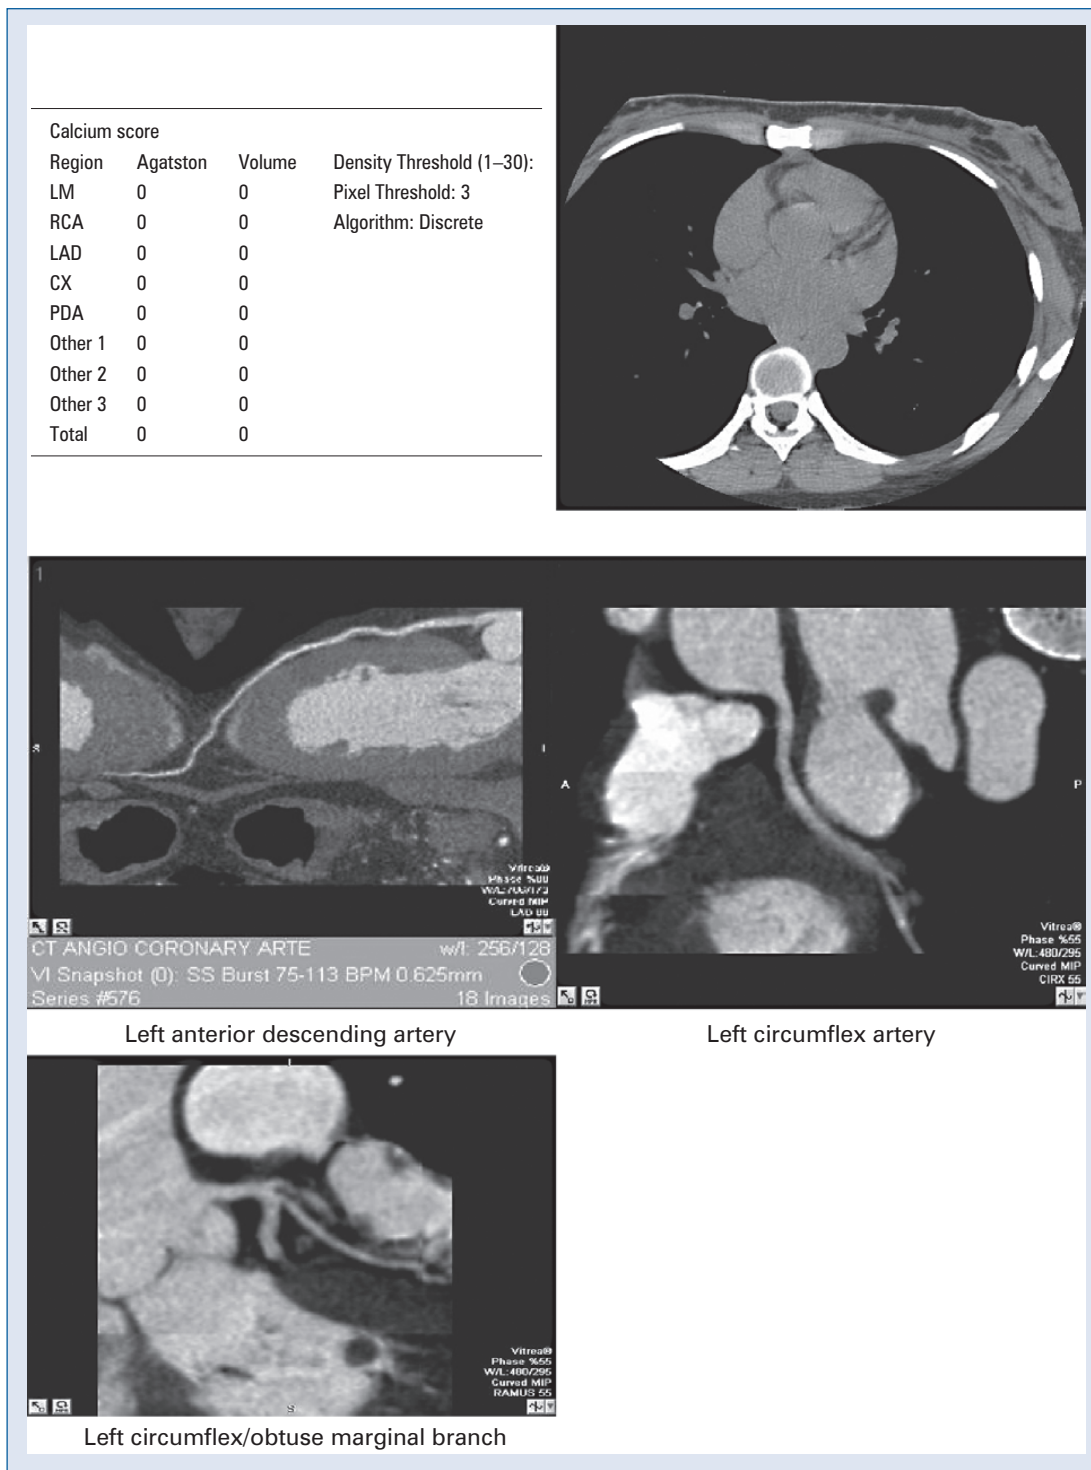 Calcium score
Region Agatston Volume Density Threshold (1–30):
LM 0 0 Pixel Threshold: 3
RCA 0 0 Algorithm: Discrete
LAD 0 0
CX 0 0
PDA 0 0
Other 1 0 0
Other 2 0 0
Other 3 0 0
Total 0 0
1
Vitrea®
Phase
Curved MIP
LAD
CT ANGIO CORONARY ARTE w/l: 256/128
VI Snapshot (0): SS Burst 75-113 BPM 0.625mm
Series #576 18 Images
A P
Vitrea®
Phase %55
W/L:480/295
Curved MIP
CIRX 55
Left anterior descending artery Left circumflex artery
Vitrea®
Phase %55
W/L:480/295
Curved MIP
RAMUS 55
S
Left circumflex/obtuse marginal branch